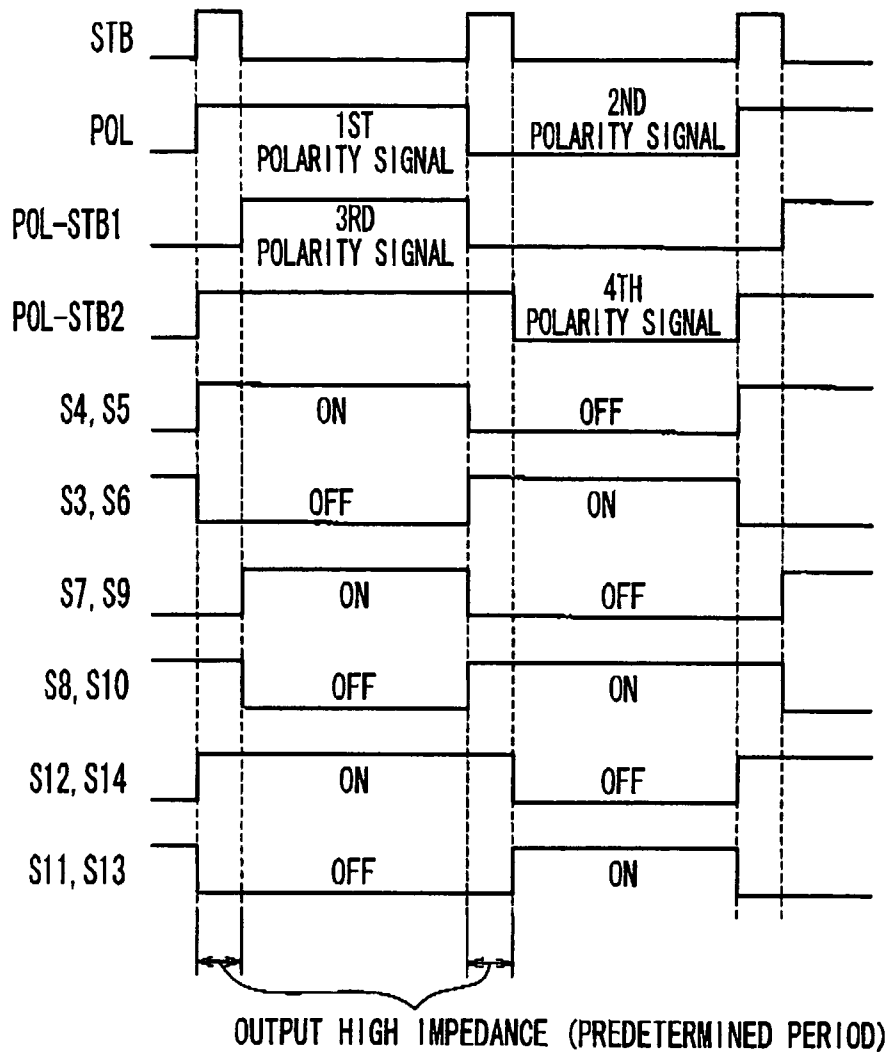 STB
POL
1ST
POLARITY SIGNAL
2ND
POLARITY SIGNAL
POL-STB1
3RD
POLARITY SIGNAL
POL-STB2
4TH
POLARITY SIGNAL
S4, S5
ON
OFF
S3, S6
OFF
ON
S7, S9
ON
OFF
S8, S10
OFF
ON
S12, S14
ON
OFF
S11, S13
OFF
ON
OUTPUT HIGH IMPEDANCE (PREDETERMINED PERIOD)